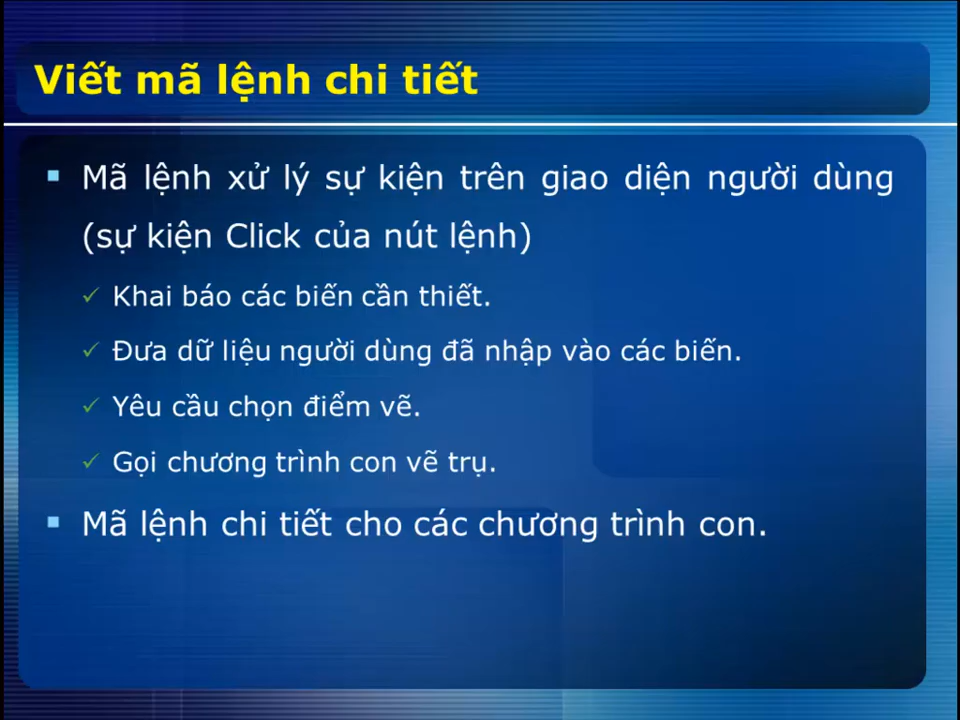 Viết mã lệnh chi tiết
Mã lệnh xử lý sự kiện trên giao diện người dùng
(sự kiện Click của nút lệnh)
Khai báo các biến cần thiết.
Đưa dữ liệu người dùng đã nhập vào các biến.
Yêu cầu chọn điểm vẽ.
Gọi chương trình con vẽ trụ.
Mã lệnh chi tiết cho các chương trình con.